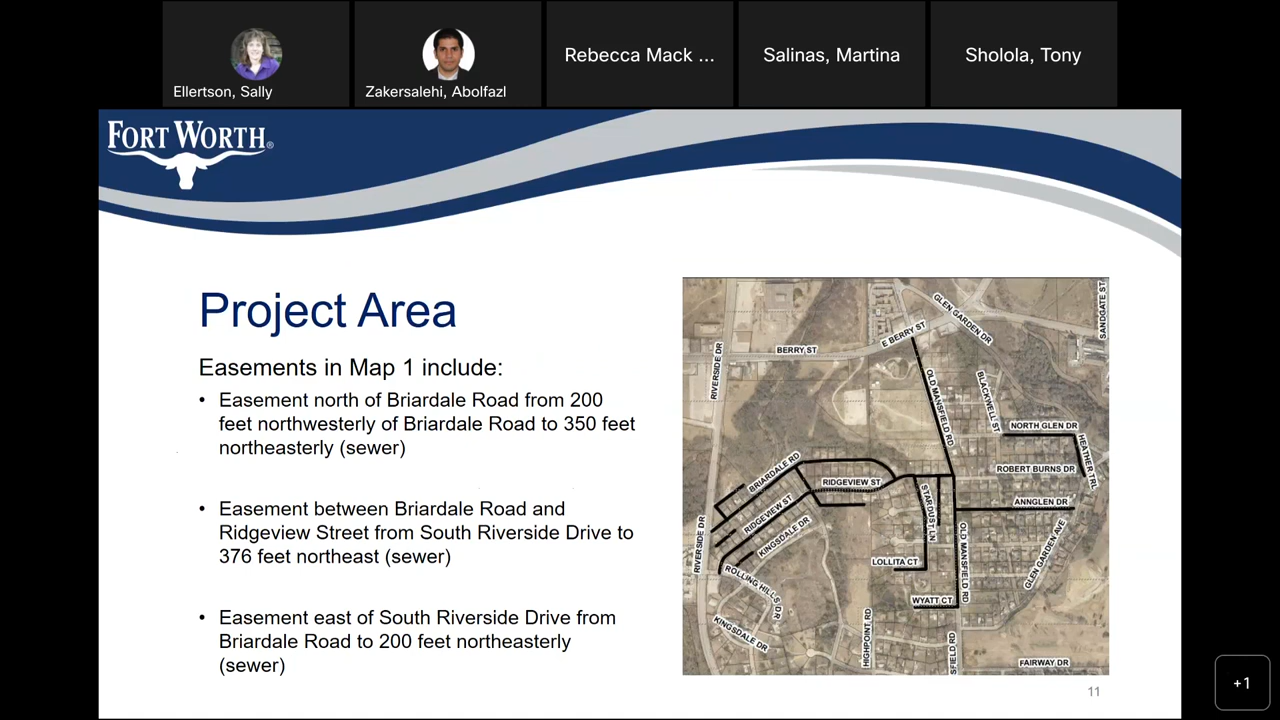 Ellertson, Sally
Zakersalehi, Abolfazl
Rebecca Mack ...
Salinas, Martina
Sholola, Tony
FORT WORTH®
Project Area
Easements in Map 1 include:
• Easement north of Briardale Road from 200
feet northwesterly of Briardale Road to 350 feet
northeasterly (sewer)
• Easement between Briardale Road and
Ridgeview Street from South Riverside Drive to
376 feet northeast (sewer)
• Easement east of South Riverside Drive from
Briardale Road to 200 feet northeasterly
(sewer)
SANDGATE ST
GLEN GARDEN DR
E BERRY ST
BERRY ST
RIVERSIDE DR
OLD MANSFIELD RD
BLACKWELL ST
NORTH GLEN DR
HEATHER TRL
ROBERT BURNS DR
BRIARDALE RD
RIDGEVIEW ST
STARDUST LN
ANNGLEN DR
RIDGEVIEW ST
KINGSDALE DR
RIVERSIDE DR
OLD MANSFIELD RD
GLEN GARDEN AVE
LOLLITA CT
ROLLING HILLS DR
WYATT CT
KINGSDALE DR
HIGHPOINT RD
SFIELD RD
FAIRWAY DR
11
+1